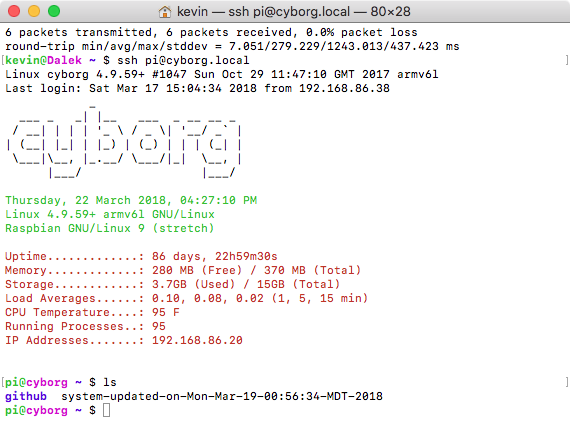 kevin — ssh pi@cyborg.local — 80×28
6 packets transmitted, 6 packets received, 0.0% packet loss
round-trip min/avg/max/stddev = 7.051/279.229/1243.013/437.423 ms
[kevin@Dalek ~ $ ssh pi@cyborg.local ]
Linux cyborg 4.9.59+ #1047 Sun Oct 29 11:47:10 GMT 2017 armv6l
Last login: Sat Mar 17 15:04:34 2018 from 192.168.86.38
cyborg
Thursday, 22 March 2018, 04:27:10 PM
Linux 4.9.59+ armv6l GNU/Linux
Raspbian GNU/Linux 9 (stretch)
Uptime.............: 86 days, 22h59m30s
Memory.............: 280 MB (Free) / 370 MB (Total)
Storage............: 3.7GB (Used) / 15GB (Total)
Load Averages......: 0.10, 0.08, 0.02 (1, 5, 15 min)
CPU Temperature....: 95 F
Running Processes..: 95
IP Addresses.......: 192.168.86.20
[pi@cyborg ~ $ ls ]
github  system-updated-on-Mon-Mar-19-00:56:34-MDT-2018
pi@cyborg ~ $